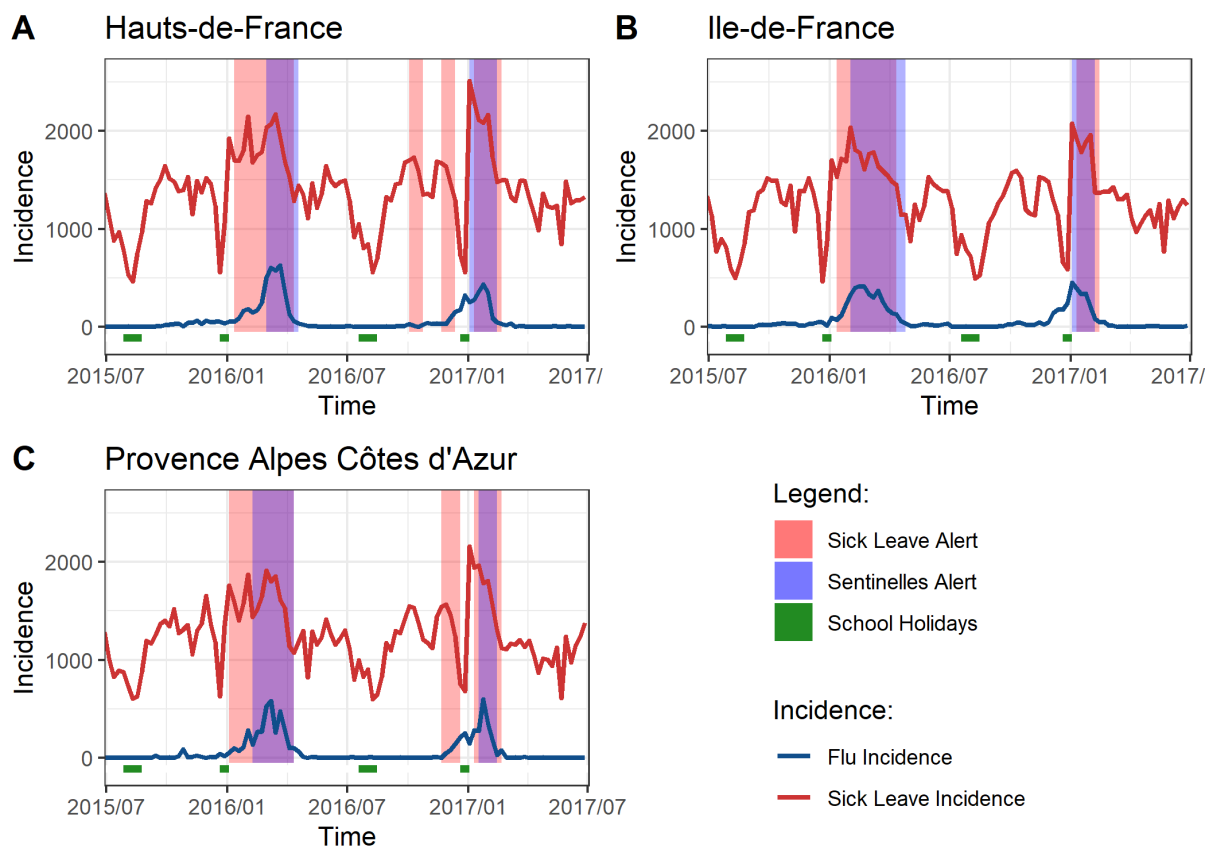 A Hauts-de-France
B Ile-de-France
Incidence
2000
1000
0
2015/07 2016/01 2016/07 2017/01 2017/
Time
Incidence
2000
1000
0
2015/07 2016/01 2016/07 2017/01 2017/
Time
C Provence Alpes Côtes d'Azur
Incidence
2000
1000
0
2015/07 2016/01 2016/07 2017/01 2017/07
Time
Legend:
Sick Leave Alert
Sentinelles Alert
School Holidays
Incidence:
Flu Incidence
Sick Leave Incidence